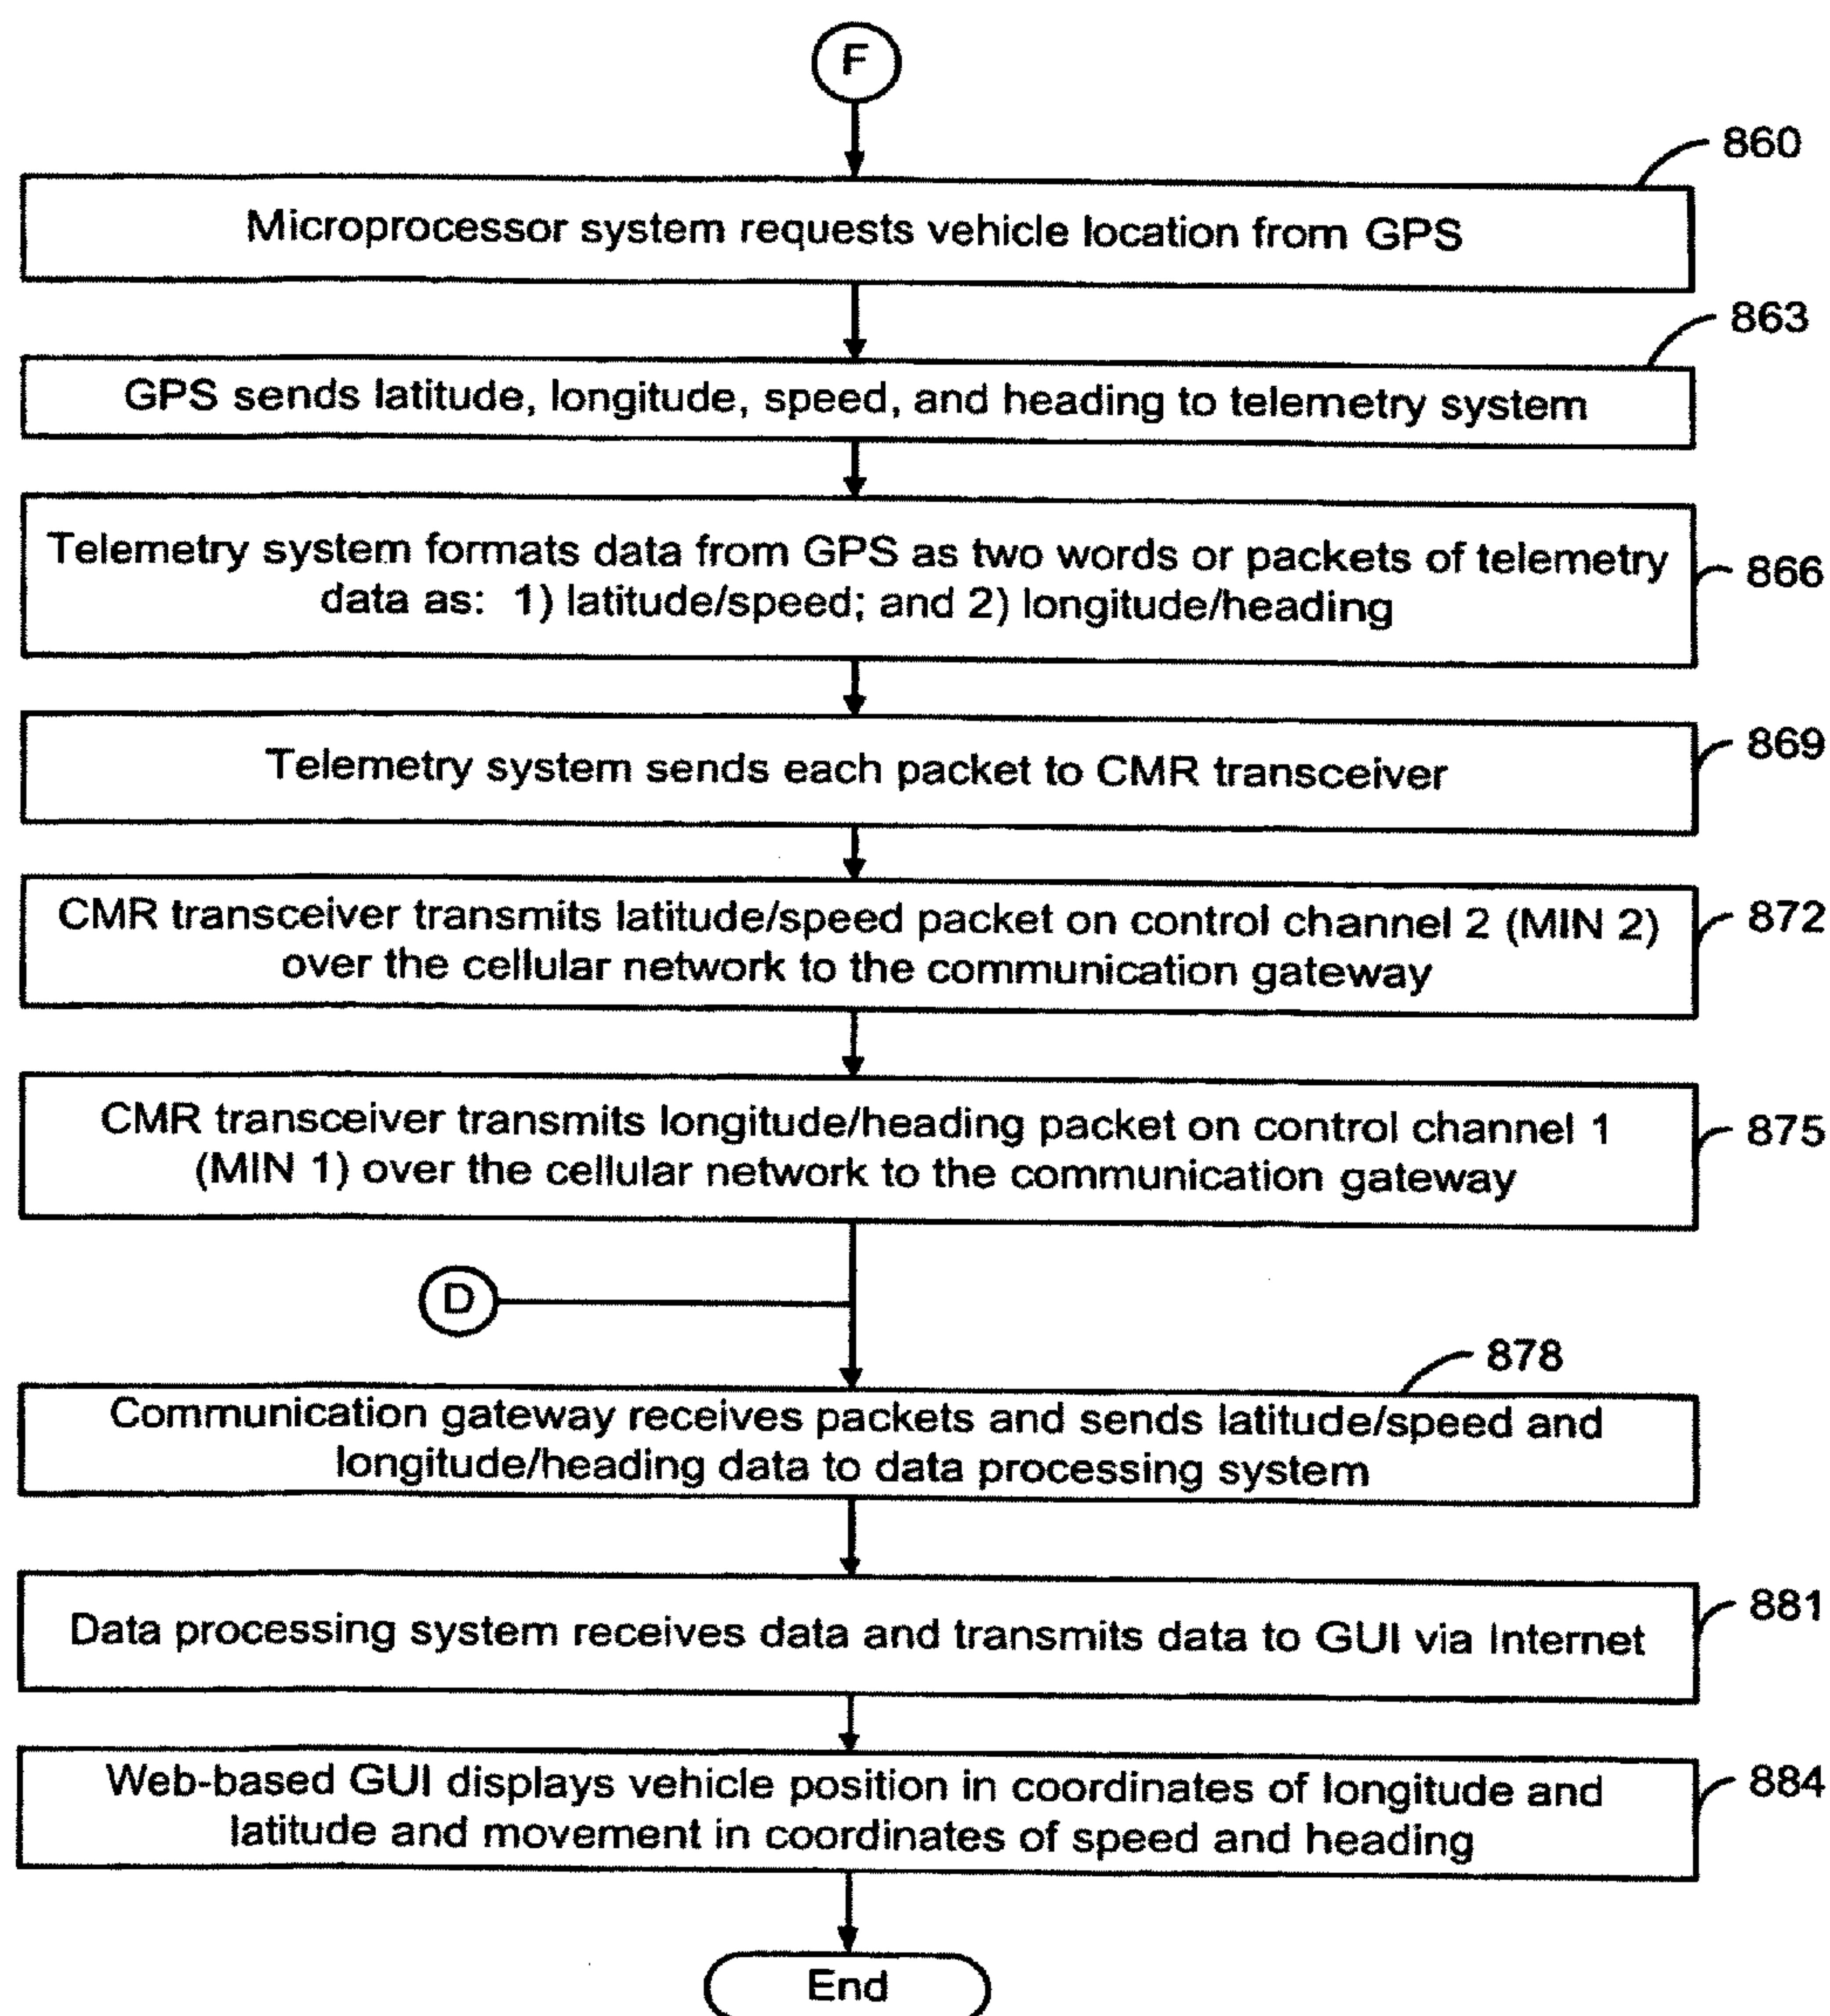 F
860
Microprocessor system requests vehicle location from GPS
863
GPS sends latitude, longitude, speed, and heading to telemetry system
Telemetry system formats data from GPS as two words or packets of telemetry
data as: 1) latitude/speed; and 2) longitude/heading
866
Telemetry system sends each packet to CMR transceiver
869
CMR transceiver transmits latitude/speed packet on control channel 2 (MIN 2)
over the cellular network to the communication gateway
872
CMR transceiver transmits longitude/heading packet on control channel 1
(MIN 1) over the cellular network to the communication gateway
875
D
878
Communication gateway receives packets and sends latitude/speed and
longitude/heading data to data processing system
Data processing system receives data and transmits data to GUI via Internet
881
Web-based GUI displays vehicle position in coordinates of longitude and
latitude and movement in coordinates of speed and heading
884
End